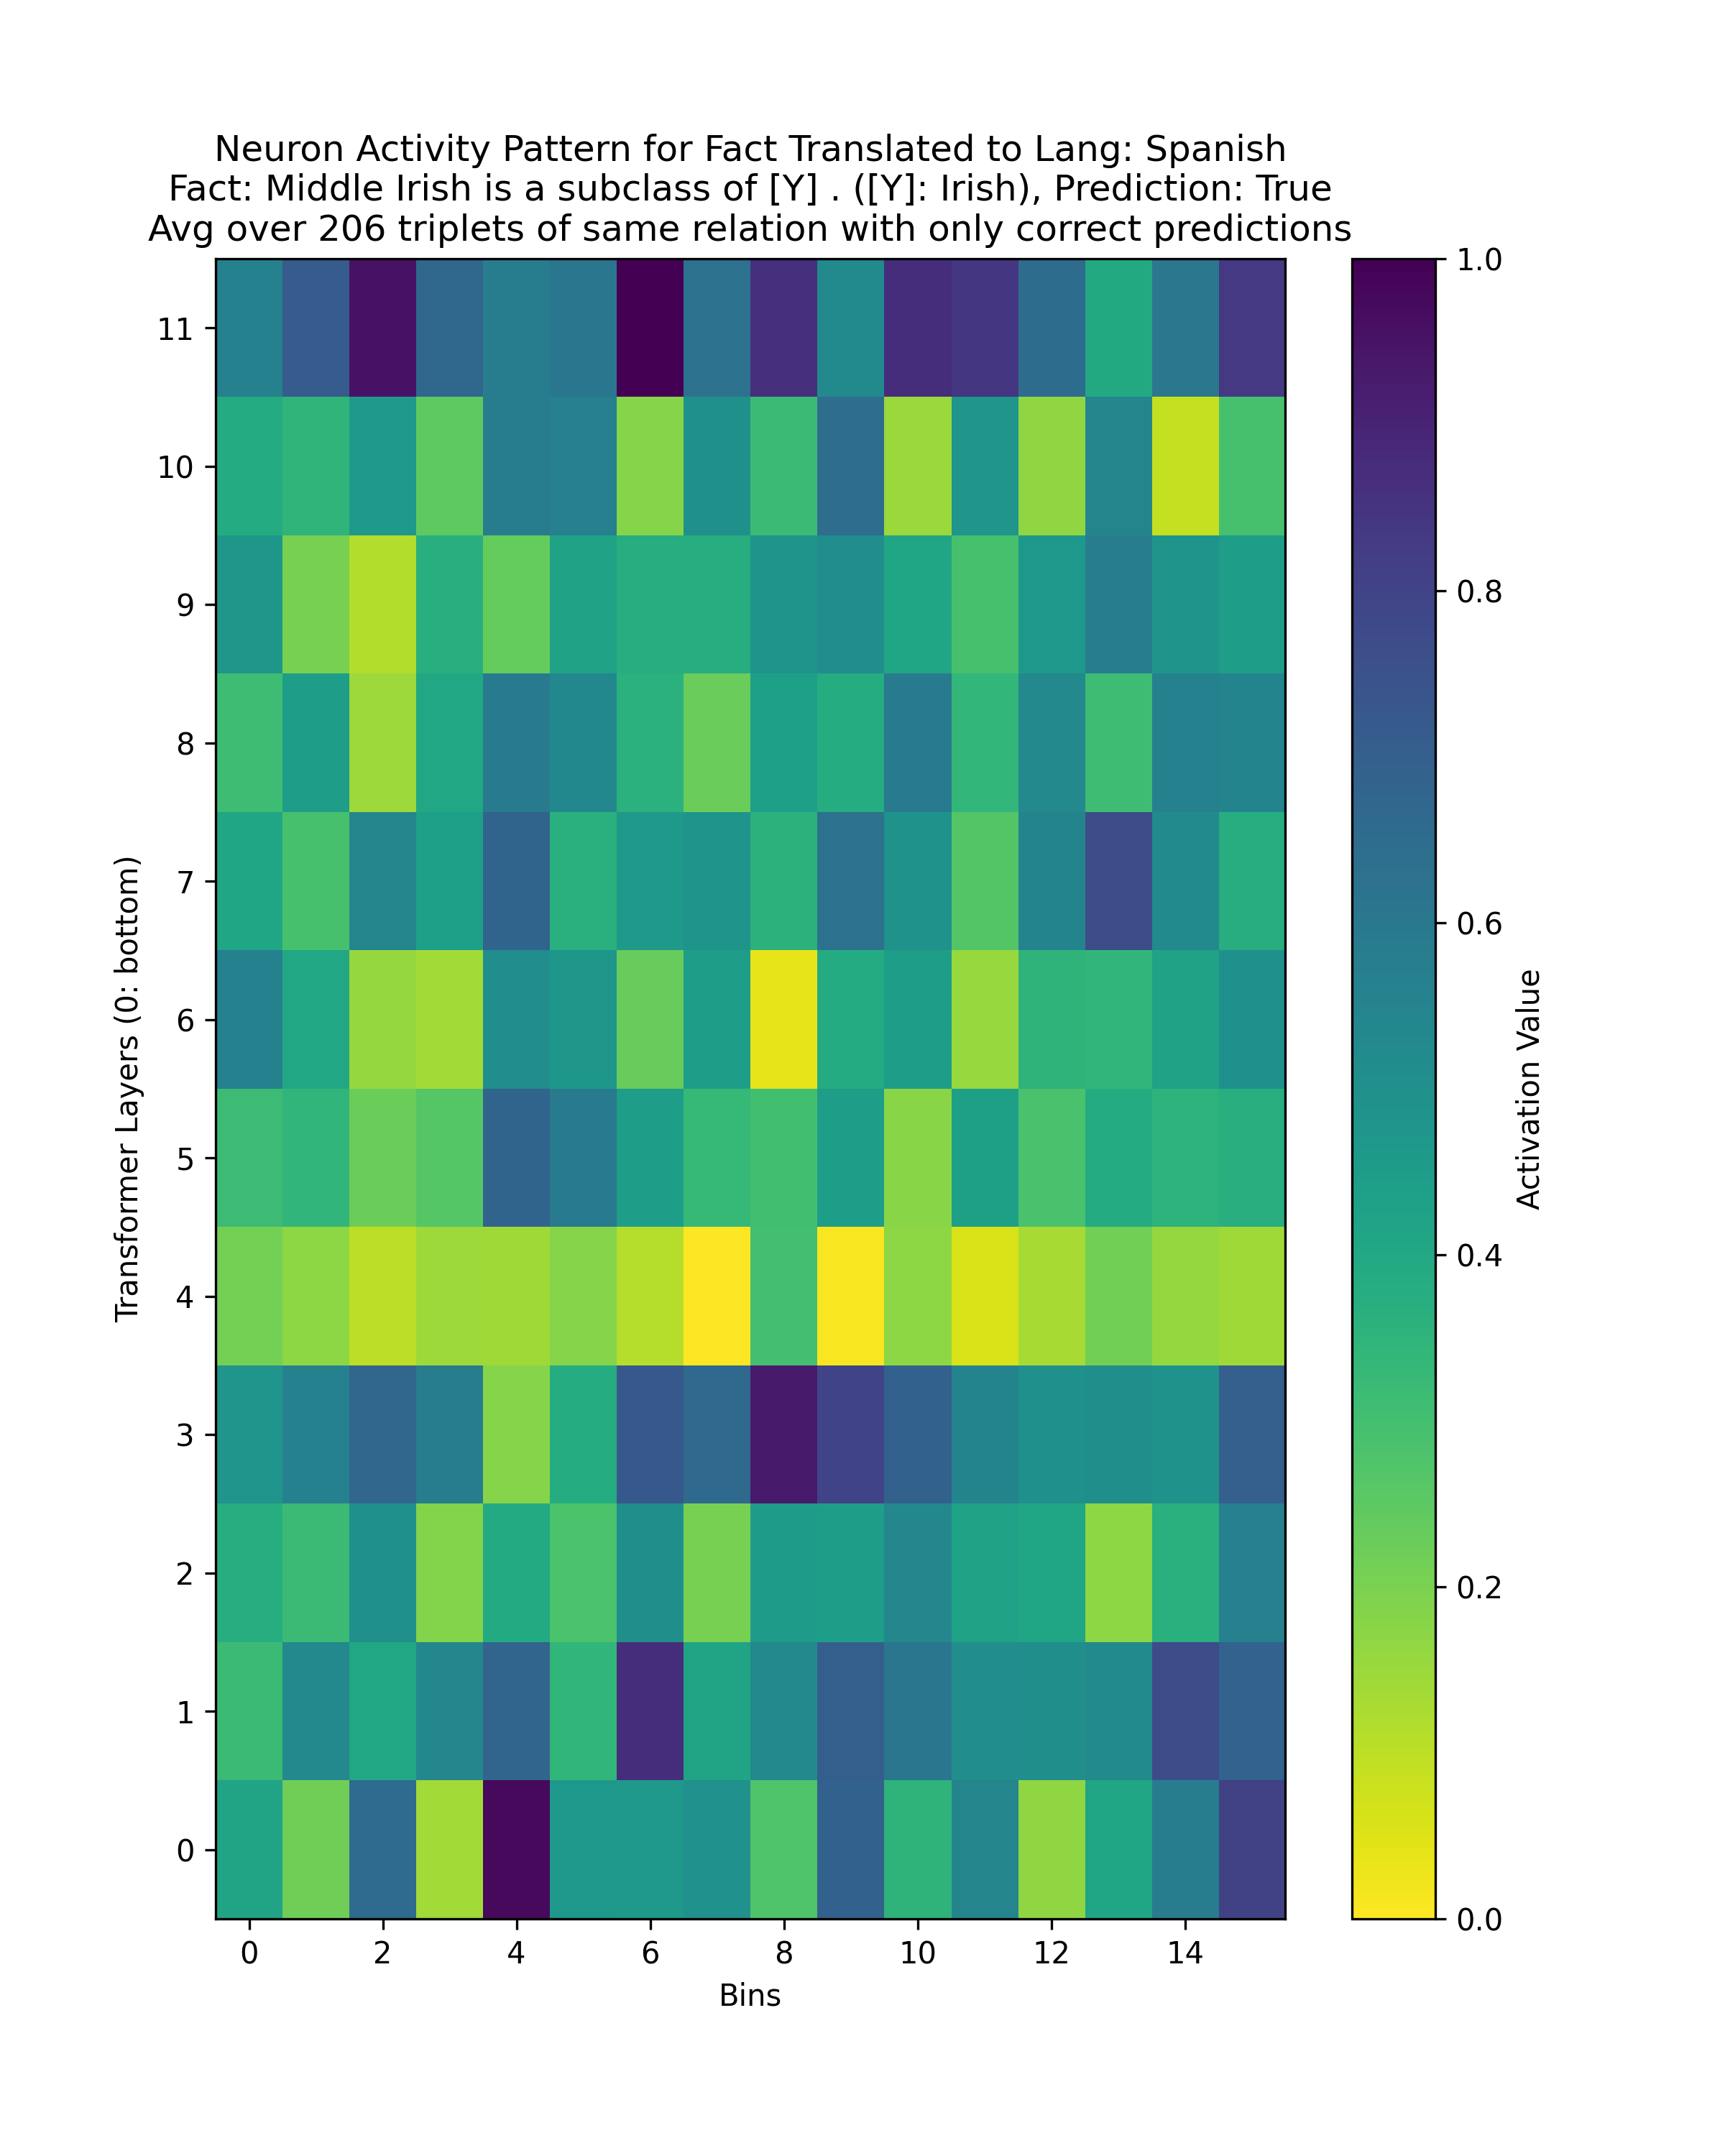 Neuron Activity Pattern for Fact Translated to Lang: Spanish
Fact: Middle Irish is a subclass of [Y] . ([Y]: Irish), Prediction: True
Avg over 206 triplets of same relation with only correct predictions
Transformer Layers (0: bottom)
11
10
9
8
7
6
5
4
3
2
1
0
0 2 4 6 8 10 12 14
Bins
1.0
0.8
0.6
0.4
0.2
0.0
Activation Value